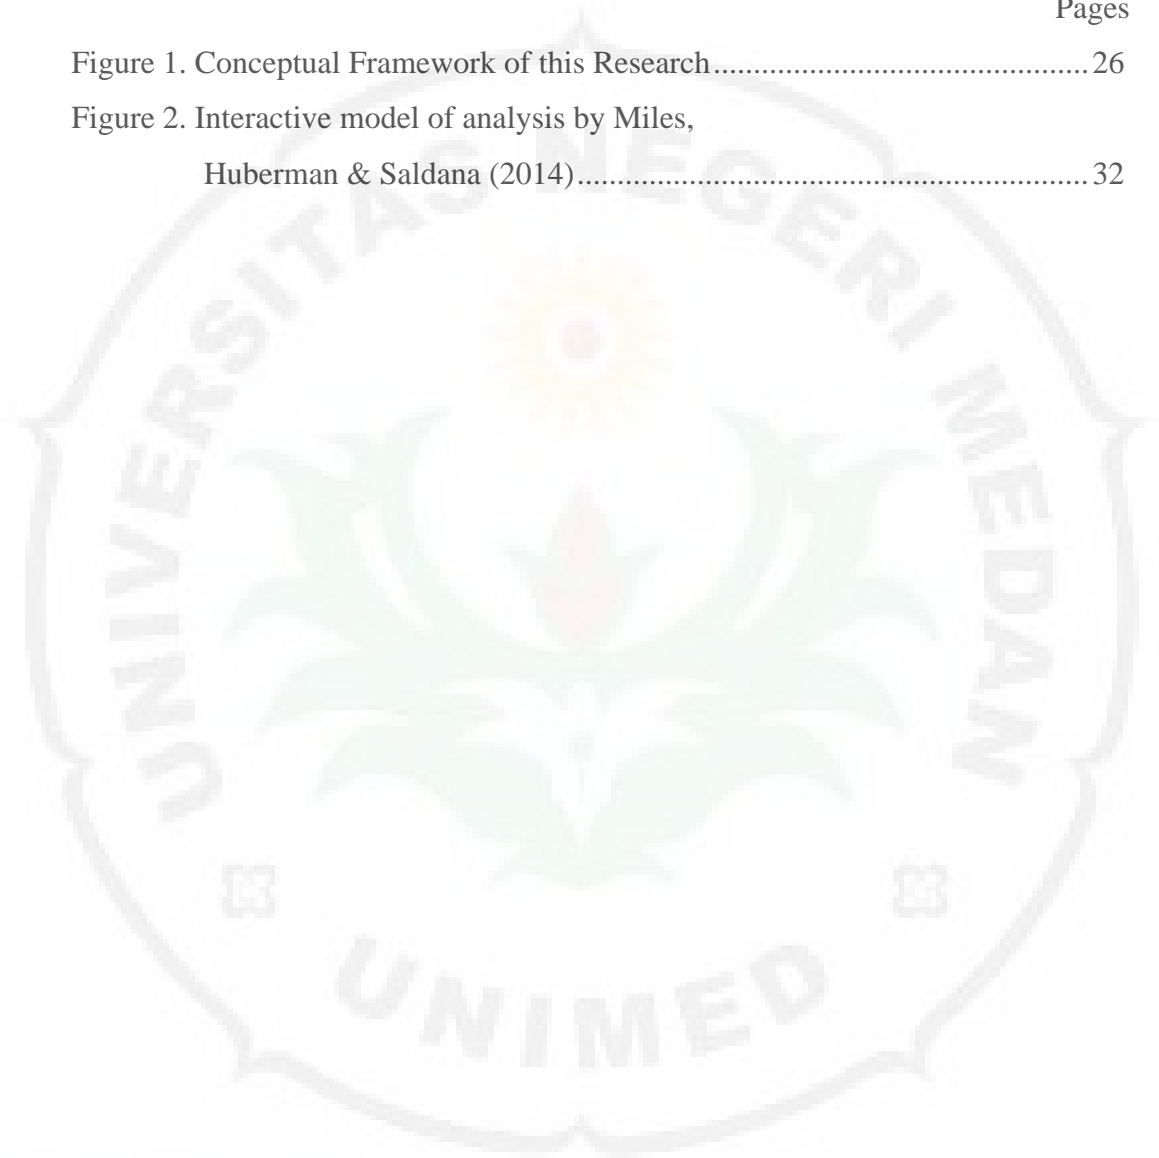 Pages
Figure 1. Conceptual Framework of this Research................................................26
Figure 2. Interactive model of analysis by Miles,
Huberman & Saldana (2014).................................................................32
UNIVERSITAS NEGERI MEDAN
UNIMED